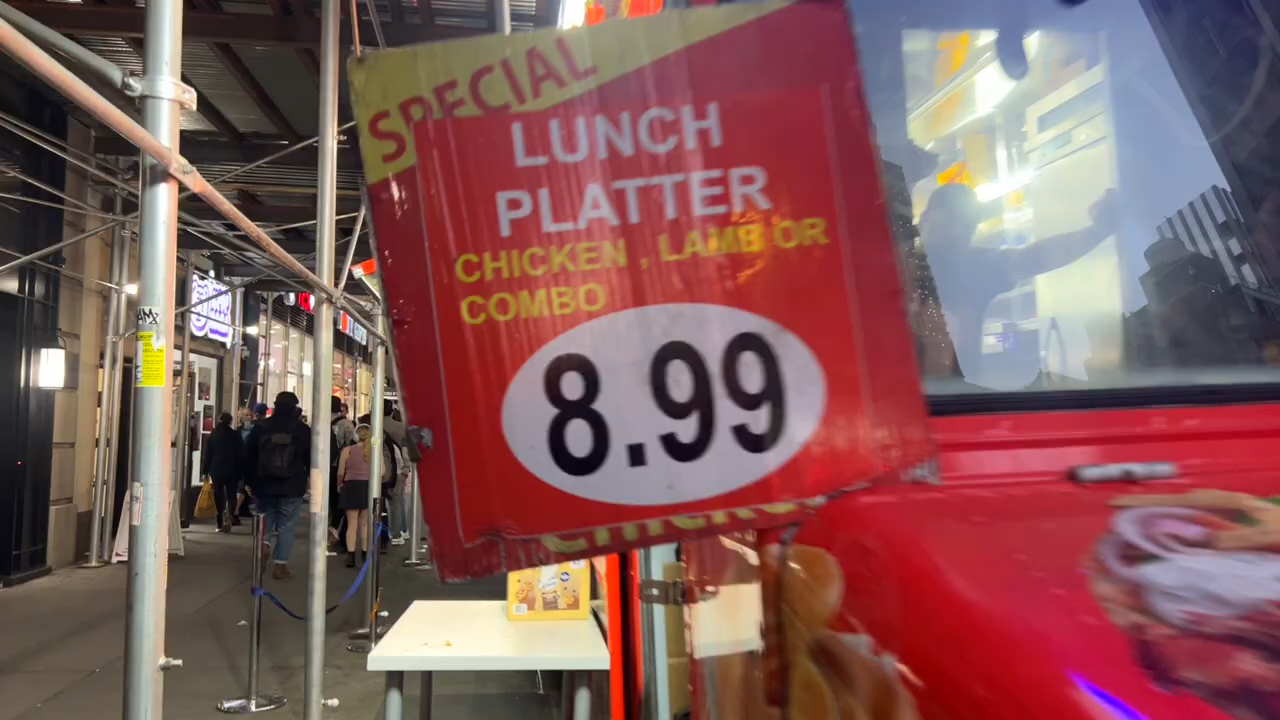 SPECIAL
LUNCH
PLATTER
CHICKEN , LAMB OR
COMBO
8.99